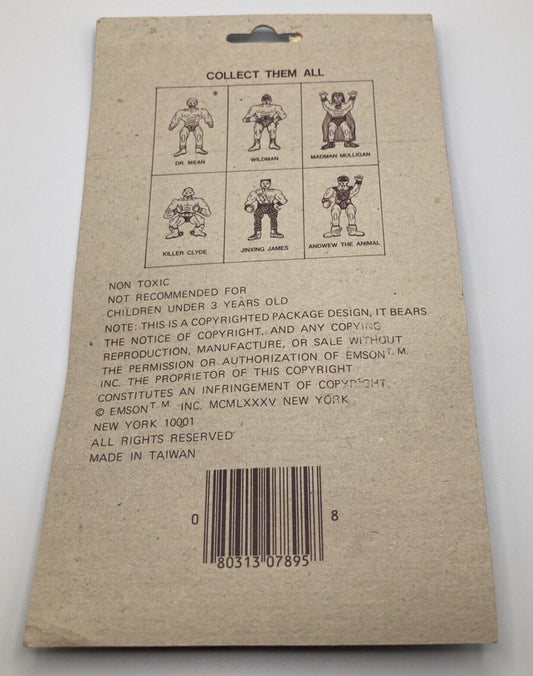 COLLECT THEM ALL
DR. MEAN
WILDMAN
MADMAN MULLIGAN
KILLER CLYDE
JINXING JAMES
ANDWEW THE ANIMAL
NON TOXIC
NOT RECOMMENDED FOR
CHILDREN UNDER 3 YEARS OLD
NOTE: THIS IS A COPYRIGHTED PACKAGE DESIGN, IT BEARS
THE NOTICE OF COPYRIGHT, AND ANY COPYING
REPRODUCTION, MANUFACTURE, OR SALE WITHOUT
THE PERMISSION OR AUTHORIZATION OF EMSON T.M.
INC. THE PROPRIETOR OF THIS COPYRIGHT
CONSTITUTES AN INFRINGEMENT OF COPYRIGHT,
© EMSON T.M. INC. MCMLXXXV NEW YORK,
NEW YORK 10001
ALL RIGHTS RESERVED
MADE IN TAIWAN
0 80313 07895 8